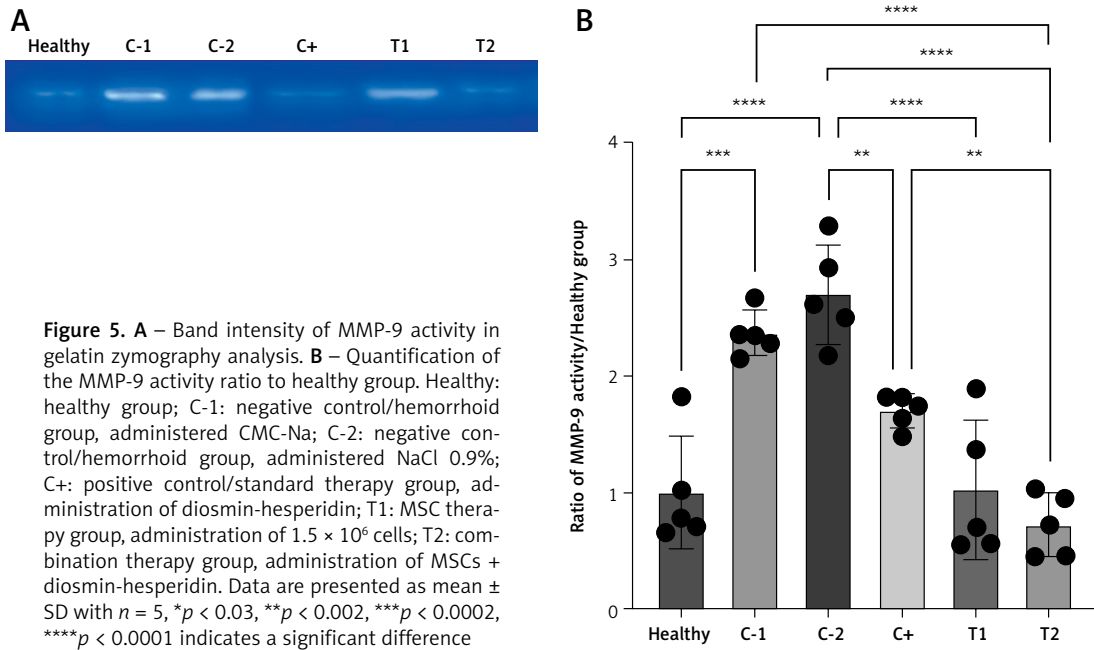 A
Healthy C-1 C-2 C+ T1 T2
Figure 5. A – Band intensity of MMP-9 activity in
gelatin zymography analysis. B – Quantification of
the MMP-9 activity ratio to healthy group. Healthy:
healthy group; C-1: negative control/hemorrhoid
group, administered CMC-Na; C-2: negative con-
trol/hemorrhoid group, administered NaCl 0.9%;
C+: positive control/standard therapy group, ad-
ministration of diosmin-hesperidin; T1: MSC thera-
py group, administration of 1.5 × 10⁶ cells; T2: com-
bination therapy group, administration of MSCs +
diosmin-hesperidin. Data are presented as mean ±
SD with n = 5, *p < 0.03, **p < 0.002, ***p < 0.0002,
****p < 0.0001 indicates a significant difference
B
****
****
**** ****
*** ** **
Ratio of MMP-9 activity/Healthy group
4
3
2
1
0
Healthy C-1 C-2 C+ T1 T2